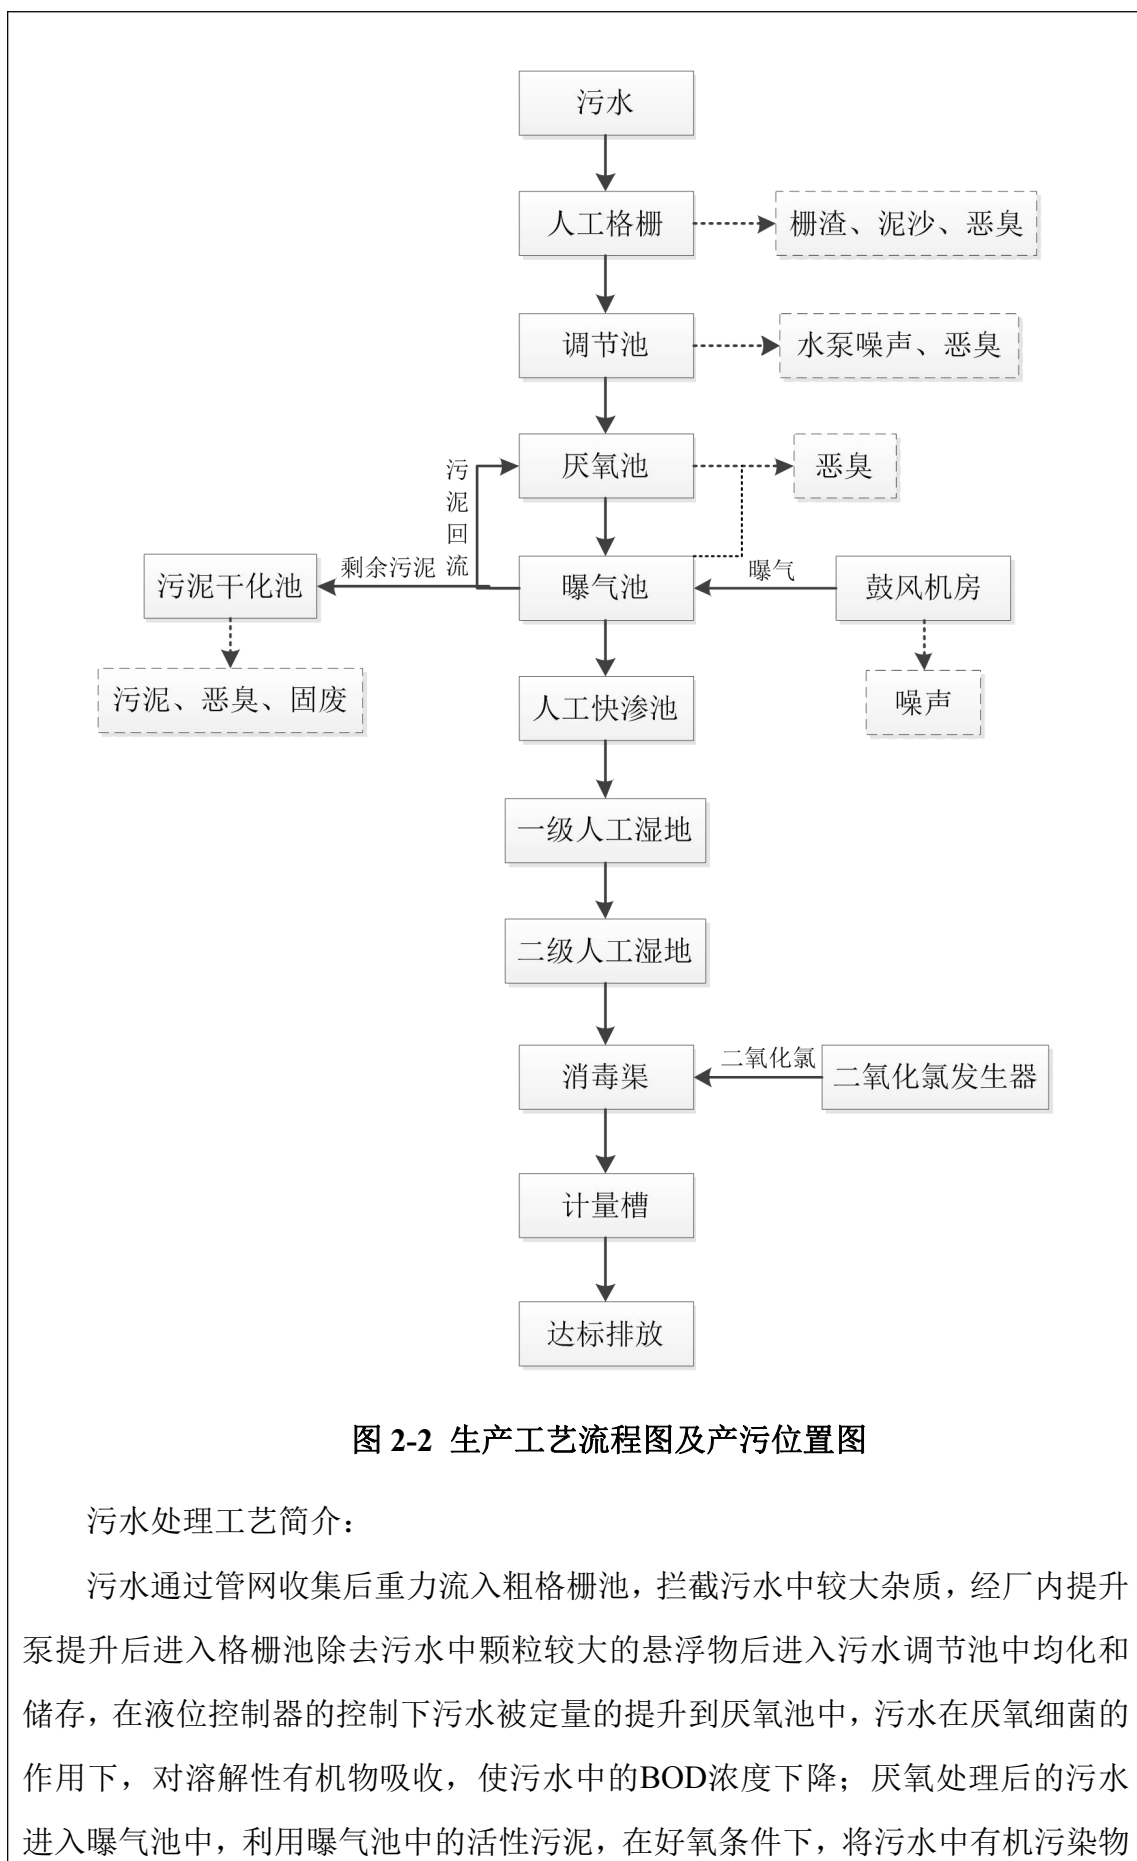 污水
人工格栅
栅渣、泥沙、恶臭
调节池
水泵噪声、恶臭
污泥回流
厌氧池
恶臭
污泥干化池
剩余污泥
曝气池
曝气
鼓风机房
污泥、恶臭、固废
人工快渗池
噪声
一级人工湿地
二级人工湿地
消毒渠
二氧化氯
二氧化氯发生器
计量槽
达标排放
图 2-2 生产工艺流程图及产污位置图
污水处理工艺简介：
污水通过管网收集后重力流入粗格栅池，拦截污水中较大杂质，经厂内提升
泵提升后进入格栅池除去污水中颗粒较大的悬浮物后进入污水调节池中均化和
储存，在液位控制器的控制下污水被定量的提升到厌氧池中，污水在厌氧细菌的
作用下，对溶解性有机物吸收，使污水中的BOD浓度下降；厌氧处理后的污水
进入曝气池中，利用曝气池中的活性污泥，在好氧条件下，将污水中有机污染物